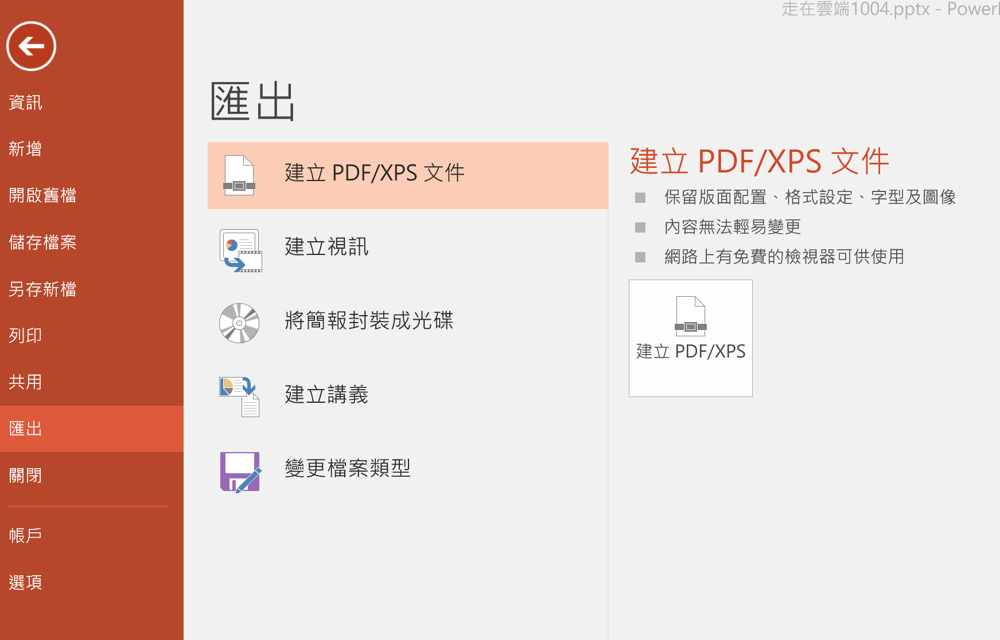 走在雲端1004.pptx - Power
資訊
新增
開啟舊檔
儲存檔案
另存新檔
列印
共用
匯出
關閉
帳戶
選項
匯出
建立 PDF/XPS 文件
建立視訊
將簡報封裝成光碟
建立講義
變更檔案類型
建立 PDF/XPS 文件
保留版面配置、格式設定、字型及圖像
內容無法輕易變更
網路上有免費的檢視器可供使用
建立 PDF/XPS